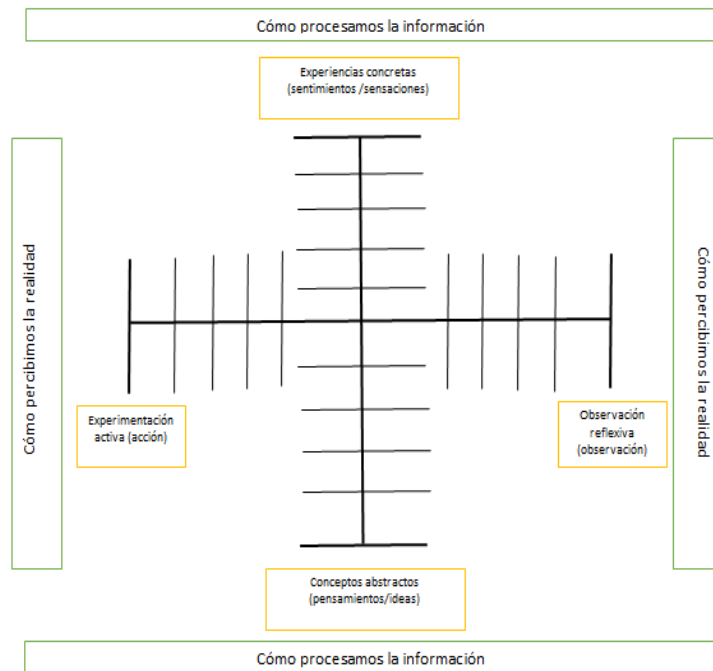 Cómo procesamos la información
Experiencias concretas
(sentimientos /sensaciones)
Cómo percibimos la realidad
Cómo percibimos la realidad
Experimentación
activa (acción)
Observación
reflexiva
(observación)
Conceptos abstractos
(pensamientos/ideas)
Cómo procesamos la información